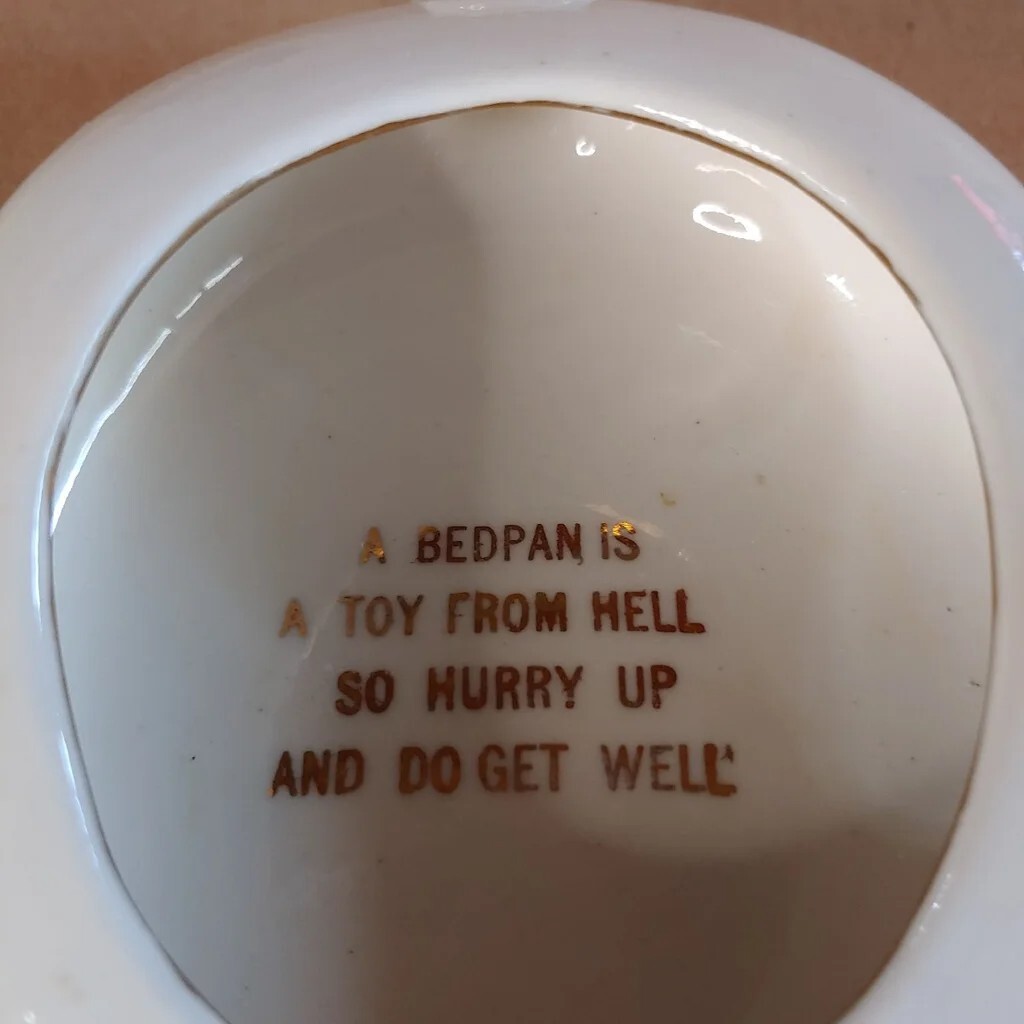 A BEDPAN IS
A TOY FROM HELL
SO HURRY UP
AND DO GET WELL